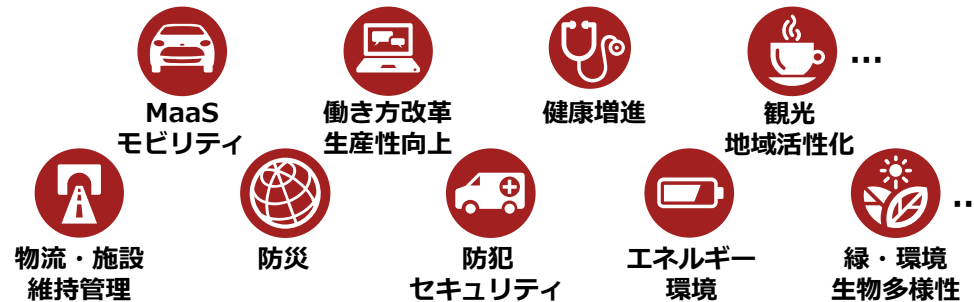 MaaS
モビリティ
働き方改革
生産性向上
健康増進
観光
地域活性化
...
物流・施設
維持管理
防災
防犯
セキュリティ
エネルギー
環境
緑・環境
生物多様性
..